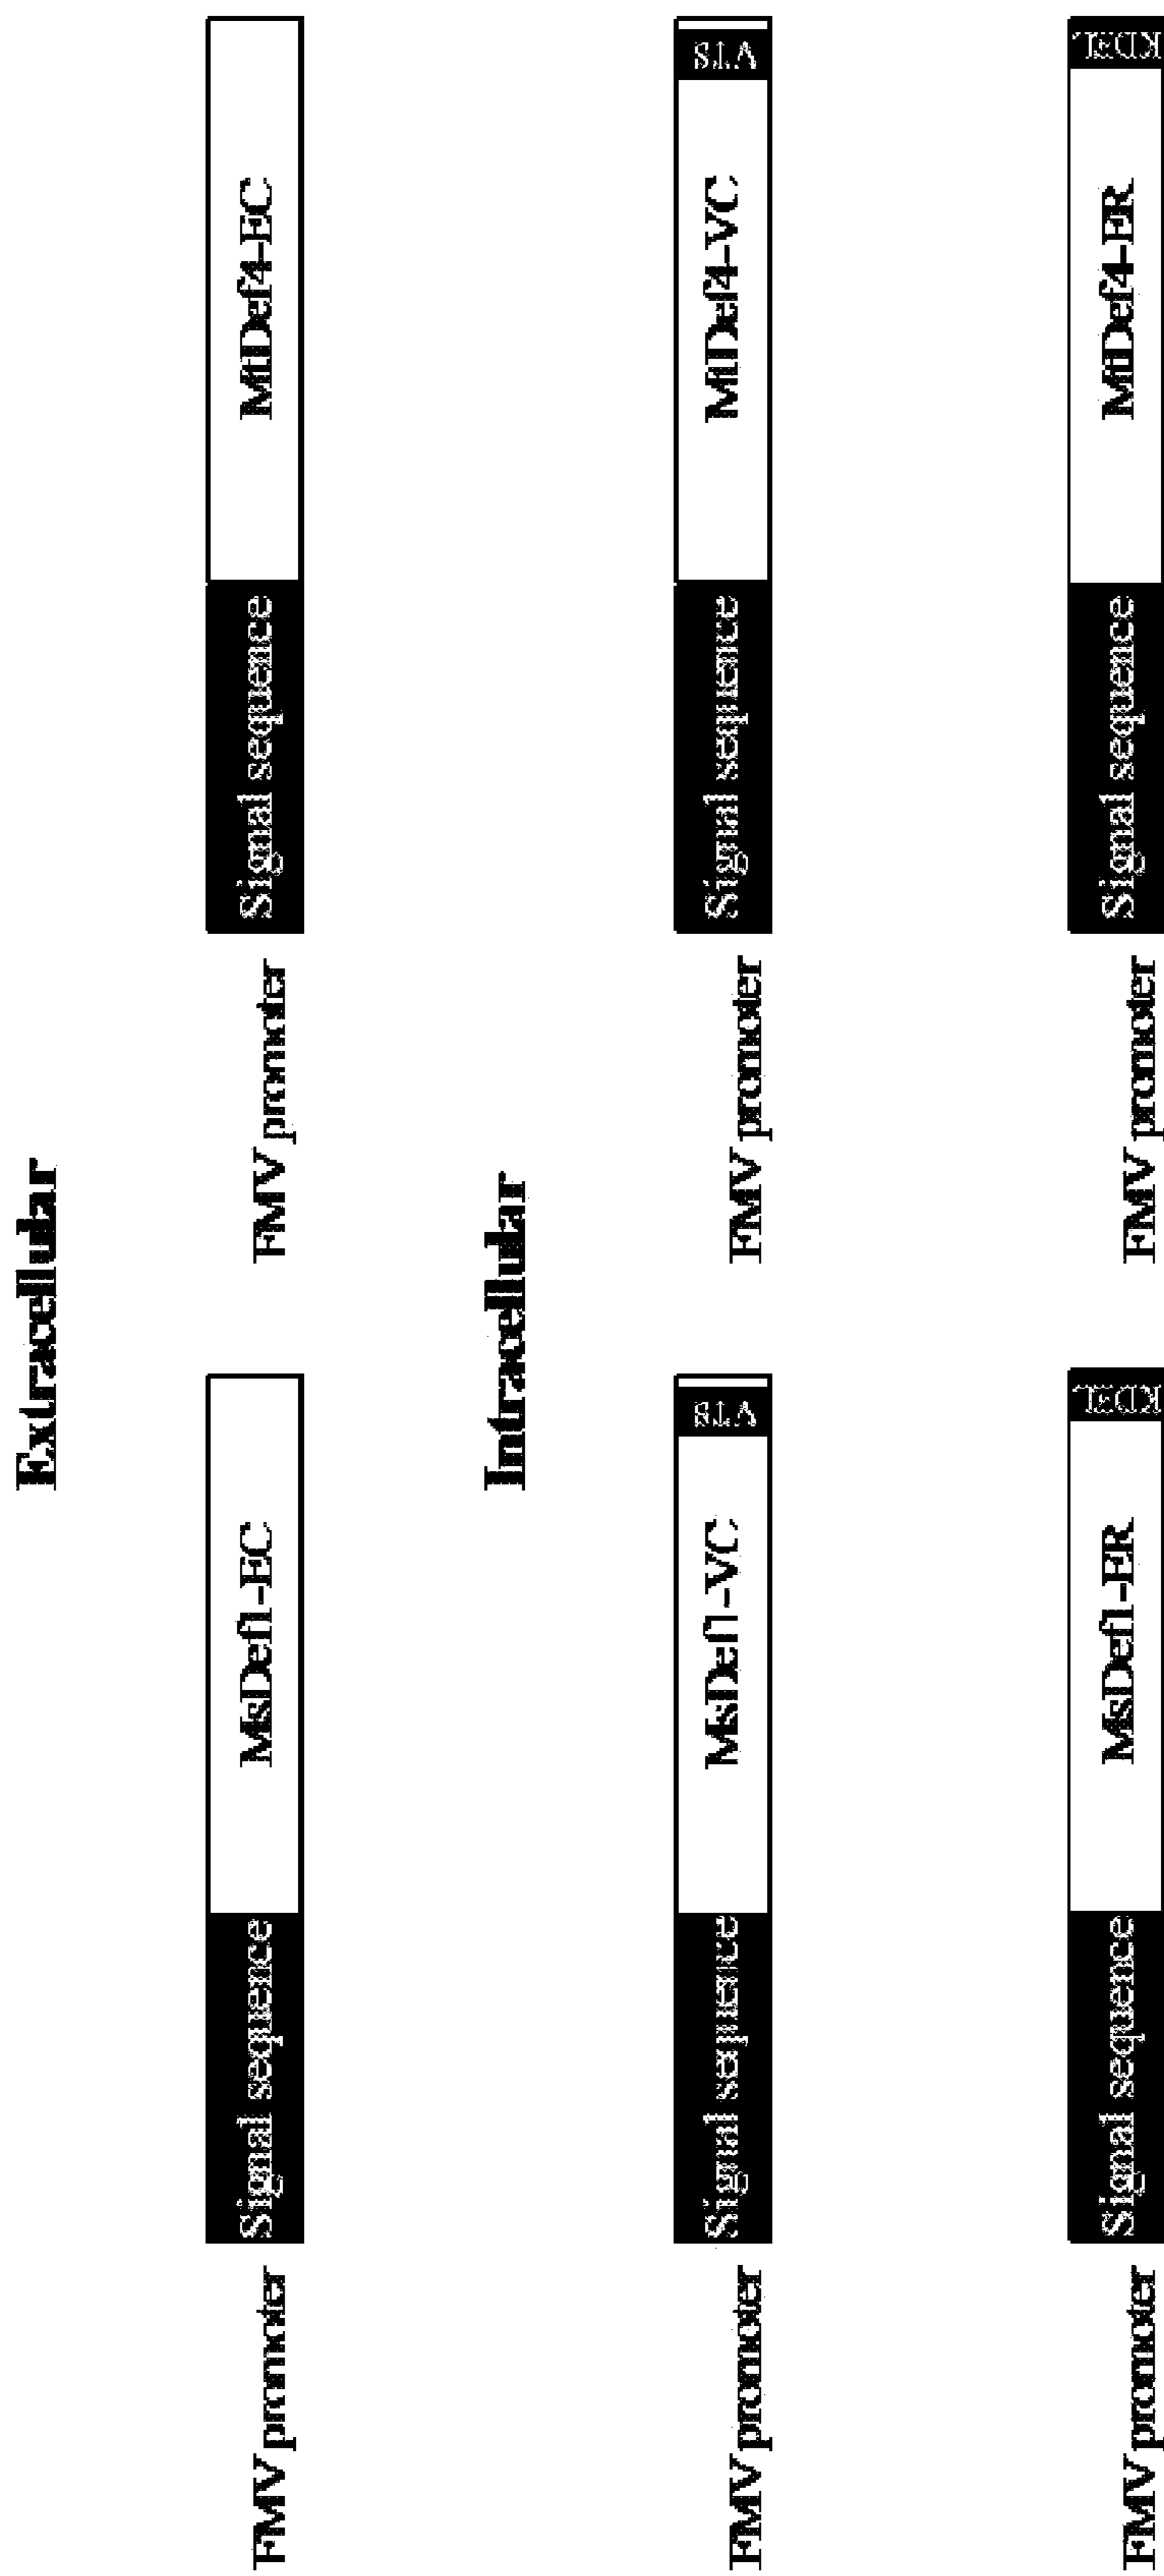 Extracellular
FMV promoter Signal sequence MsDef1-EC FMV promoter Signal sequence MtDef4-EC
Intracellular
FMV promoter Signal sequence MsDef1-VC VTS FMV promoter Signal sequence MtDef4-VC VTS
FMV promoter Signal sequence MsDef1-ER KDEL FMV promoter Signal sequence MtDef4-ER KDEL